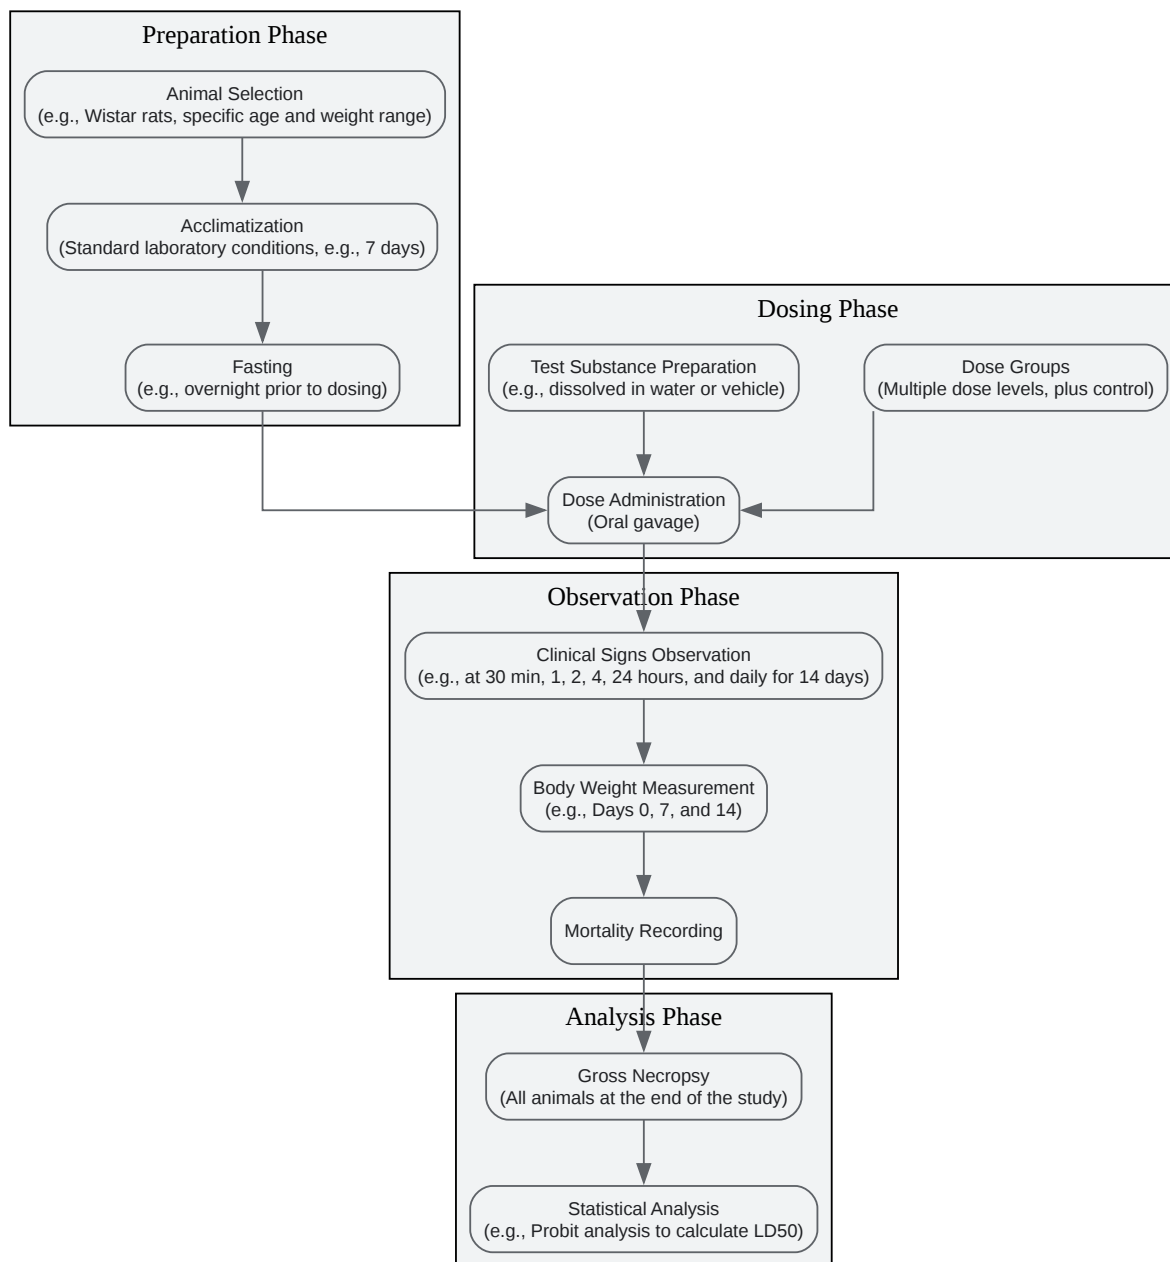 Preparation Phase
Animal Selection
(e.g., Wistar rats, specific age and weight range)
Acclimatization
(Standard laboratory conditions, e.g., 7 days)
Fasting
(e.g., overnight prior to dosing)
Dosing Phase
Test Substance Preparation
(e.g., dissolved in water or vehicle)
Dose Groups
(Multiple dose levels, plus control)
Dose Administration
(Oral gavage)
Observation Phase
Clinical Signs Observation
(e.g., at 30 min, 1, 2, 4, 24 hours, and daily for 14 days)
Body Weight Measurement
(e.g., Days 0, 7, and 14)
Mortality Recording
Analysis Phase
Gross Necropsy
(All animals at the end of the study)
Statistical Analysis
(e.g., Probit analysis to calculate LD50)